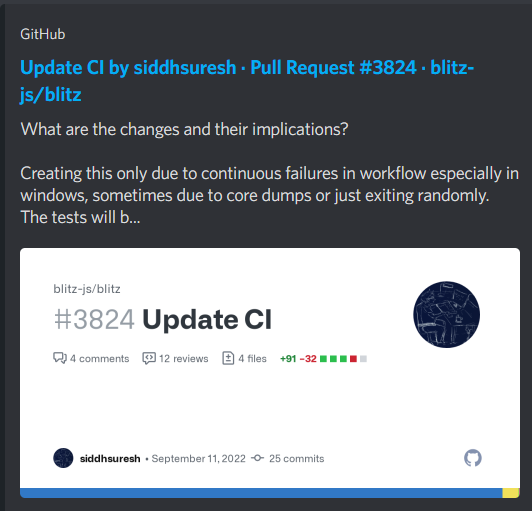 GitHub
Update CI by siddhsuresh · Pull Request #3824 · blitz-
js/blitz
What are the changes and their implications?
Creating this only due to continuous failures in workflow especially in
windows, sometimes due to core dumps or just exiting randomly.
The tests will b...
blitz-js/blitz
#3824 Update CI
4 comments 12 reviews 4 files +91 −32
siddhsuresh • September 11, 2022 25 commits